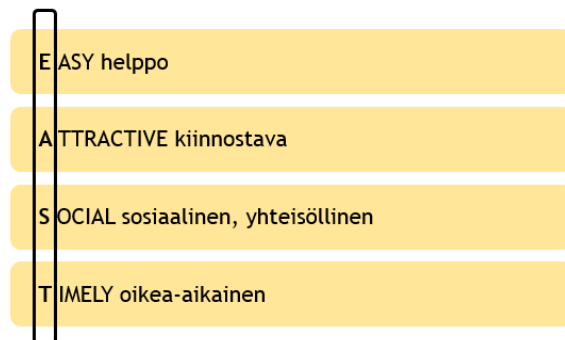 EASY helppo
ATTRACTIVE kiinnostava
SOCIAL sosiaalinen, yhteisöllinen
TIMELY oikea-aikainen